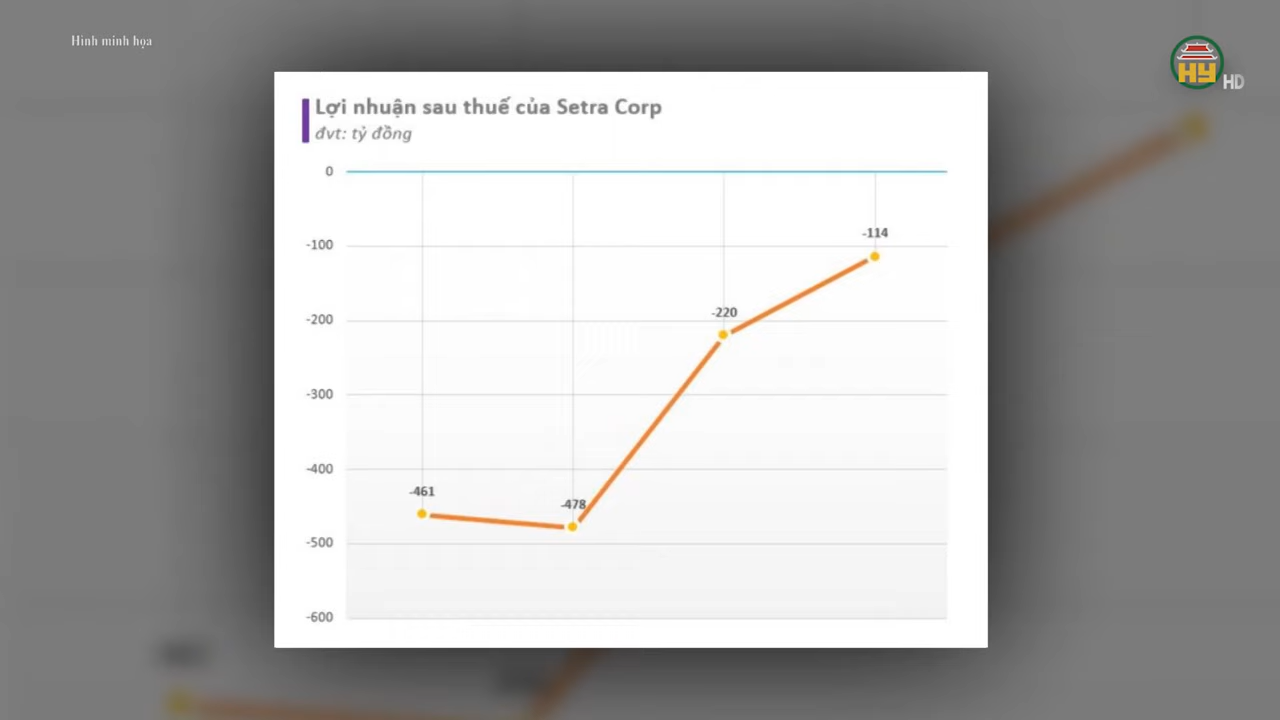 Hình minh họa
HY
HD
Lợi nhuận sau thuế của Setra Corp
đvt: tỷ đồng
0
-100
-200
-300
-400
-500
-600
-461
-478
-220
-114